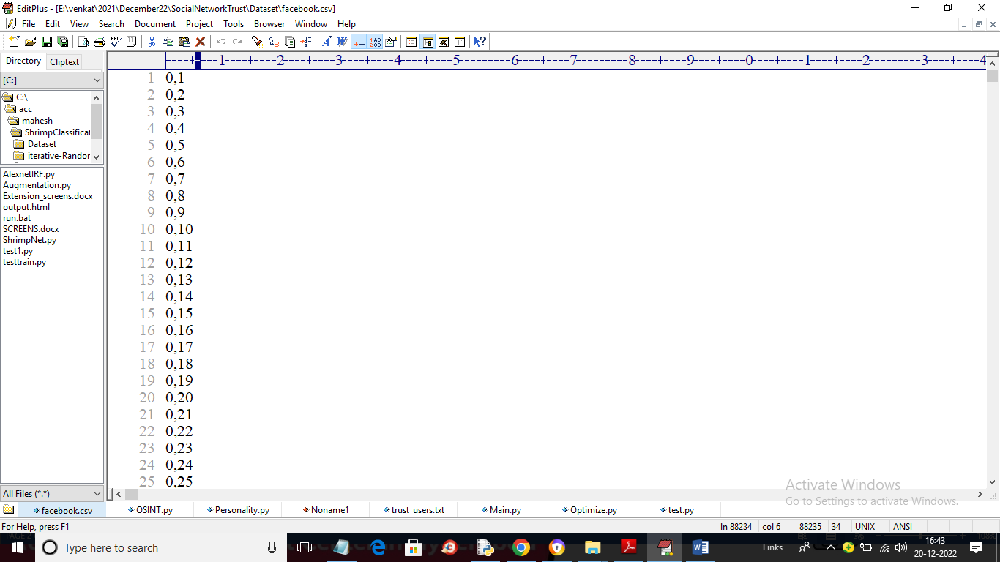 EditPlus - [E:\venkat\2021\December22\SocialNetworkTrust\Dataset\facebook.csv]
File Edit View Search Document Project Tools Browser Window Help
Directory Cliptext
----+----1----+----2----+----3----+----4----+----5----+----6----+----7----+----8----+----9----+----0----+----1----+----2----+----3----+----4
[C:]
C:\
acc
mahesh
ShrimpClassificat
Dataset
iterative-Randor
AlexnetIRF.py
Augmentation.py
Extension_screens.docx
output.html
run.bat
SCREENS.docx
ShrimpNet.py
test1.py
testtrain.py
All Files (*.*)
1 0,1
2 0,2
3 0,3
4 0,4
5 0,5
6 0,6
7 0,7
8 0,8
9 0,9
10 0,10
11 0,11
12 0,12
13 0,13
14 0,14
15 0,15
16 0,16
17 0,17
18 0,18
19 0,19
20 0,20
21 0,21
22 0,22
23 0,23
24 0,24
25 0,25
Activate Windows
Go to Settings to activate Windows.
facebook.csv OSINT.py Personality.py Noname1 trust_users.txt Main.py Optimize.py test.py
For Help, press F1 ln 88234 col 6 88235 34 UNIX ANSI
Type here to search Links 16:43
20-12-2022